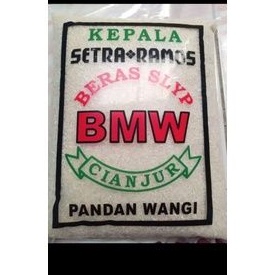 KEPALA
SETRA❖RAMOS
BERAS SLYP
BMW
CIANJUR
PANDAN WANGI